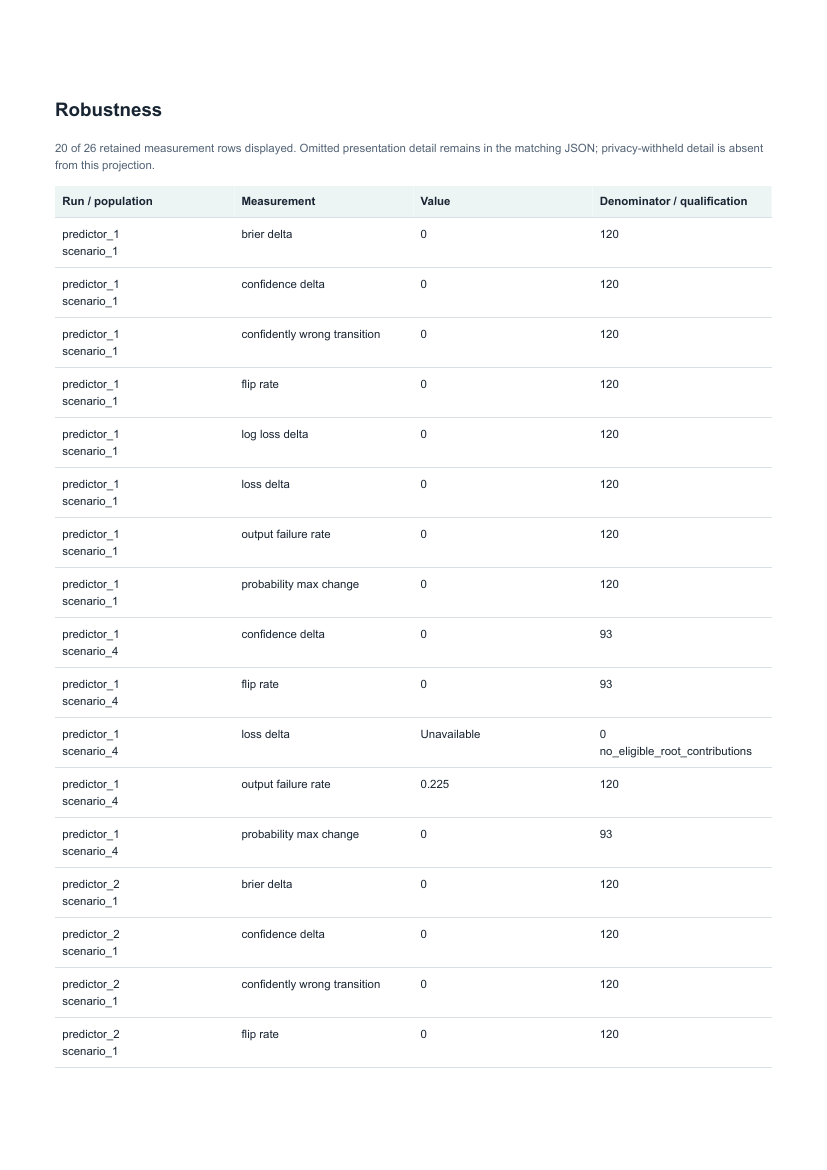 Robustness
20 of 26 retained measurement rows displayed. Omitted presentation detail remains in the matching JSON; privacy-withheld detail is absent
from this projection.
Run / population Measurement Value Denominator / qualification
predictor_1 brier delta 0 120
scenario_1
predictor_1 confidence delta 0 120
scenario_1
predictor_1 confidently wrong transition 0 120
scenario_1
predictor_1 flip rate 0 120
scenario_1
predictor_1 log loss delta 0 120
scenario_1
predictor_1 loss delta 0 120
scenario_1
predictor_1 output failure rate 0 120
scenario_1
predictor_1 probability max change 0 120
scenario_1
predictor_1 confidence delta 0 93
scenario_4
predictor_1 flip rate 0 93
scenario_4
predictor_1 loss delta Unavailable 0
scenario_4 no_eligible_root_contributions
predictor_1 output failure rate 0.225 120
scenario_4
predictor_1 probability max change 0 93
scenario_4
predictor_2 brier delta 0 120
scenario_1
predictor_2 confidence delta 0 120
scenario_1
predictor_2 confidently wrong transition 0 120
scenario_1
predictor_2 flip rate 0 120
scenario_1